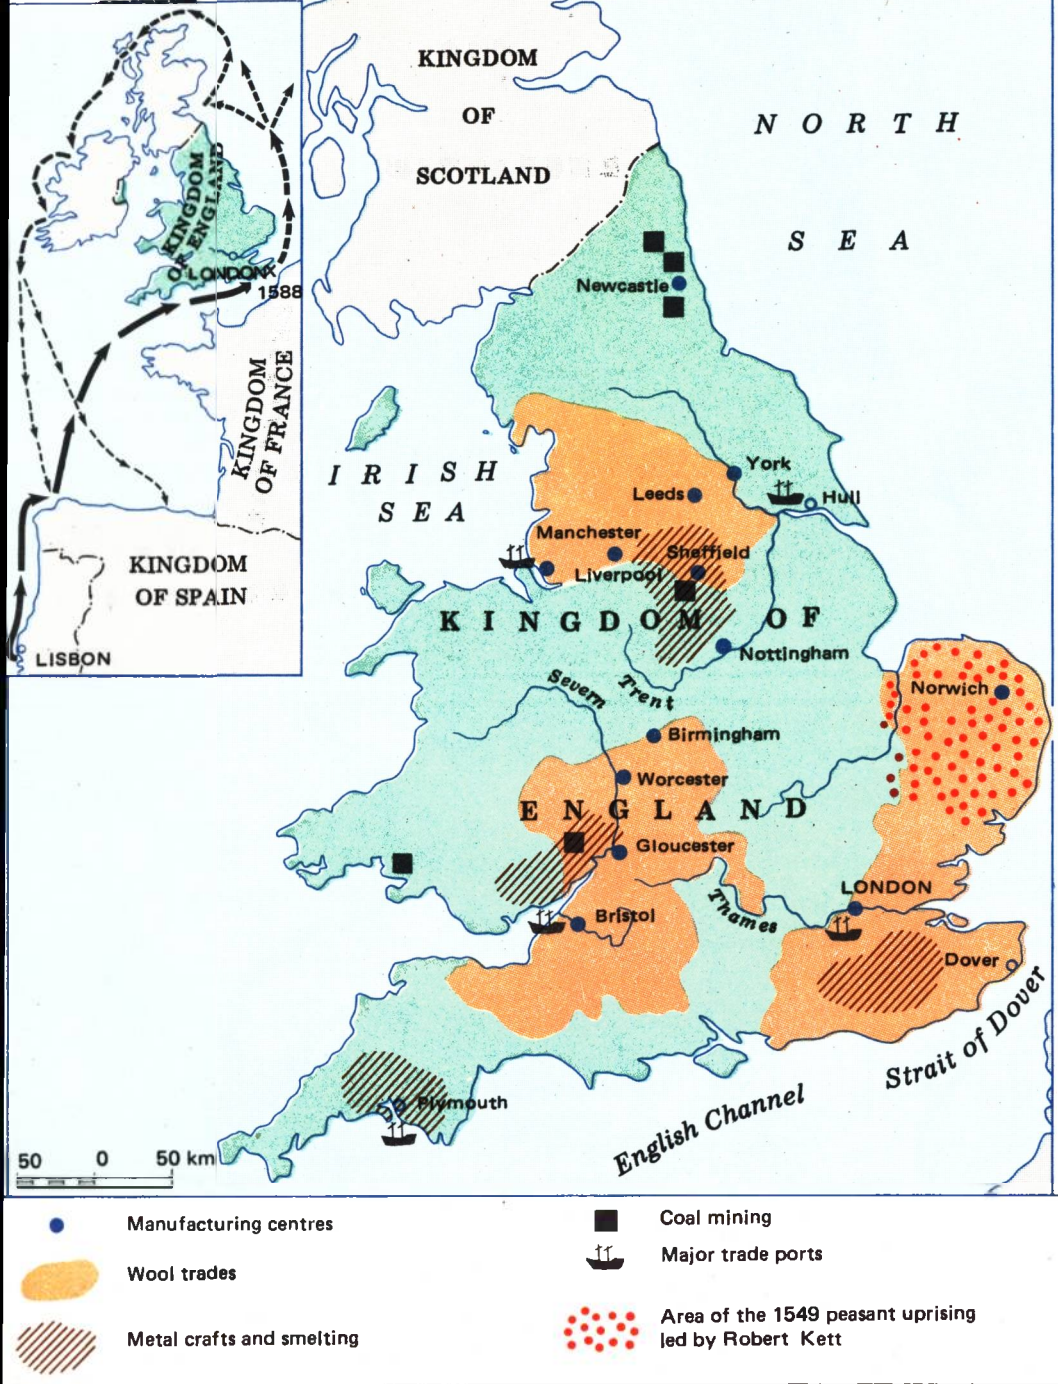 KINGDOM
OF ENGLAND
LONDON
1588
KINGDOM
OF FRANCE
KINGDOM
OF SPAIN
LISBON
KINGDOM
OF
SCOTLAND
NORTH
SEA
Newcastle
IRISH
SEA
York
Leeds
Hull
Manchester
Sheffield
Liverpool
KINGDOM OF
Nottingham
Severn
Trent
Norwich
Birmingham
Worcester
ENGLAND
Gloucester
LONDON
Thames
Bristol
Dover
Strait of Dover
Plymouth
English Channel
50 0 50 km
Manufacturing centres
Wool trades
Metal crafts and smelting
Coal mining
Major trade ports
Area of the 1549 peasant uprising
led by Robert Kett